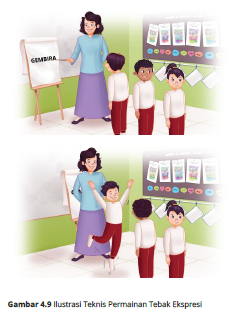 GEMBIRA
Gambar 4.9 Ilustrasi Teknis Permainan Tebak Ekspresi